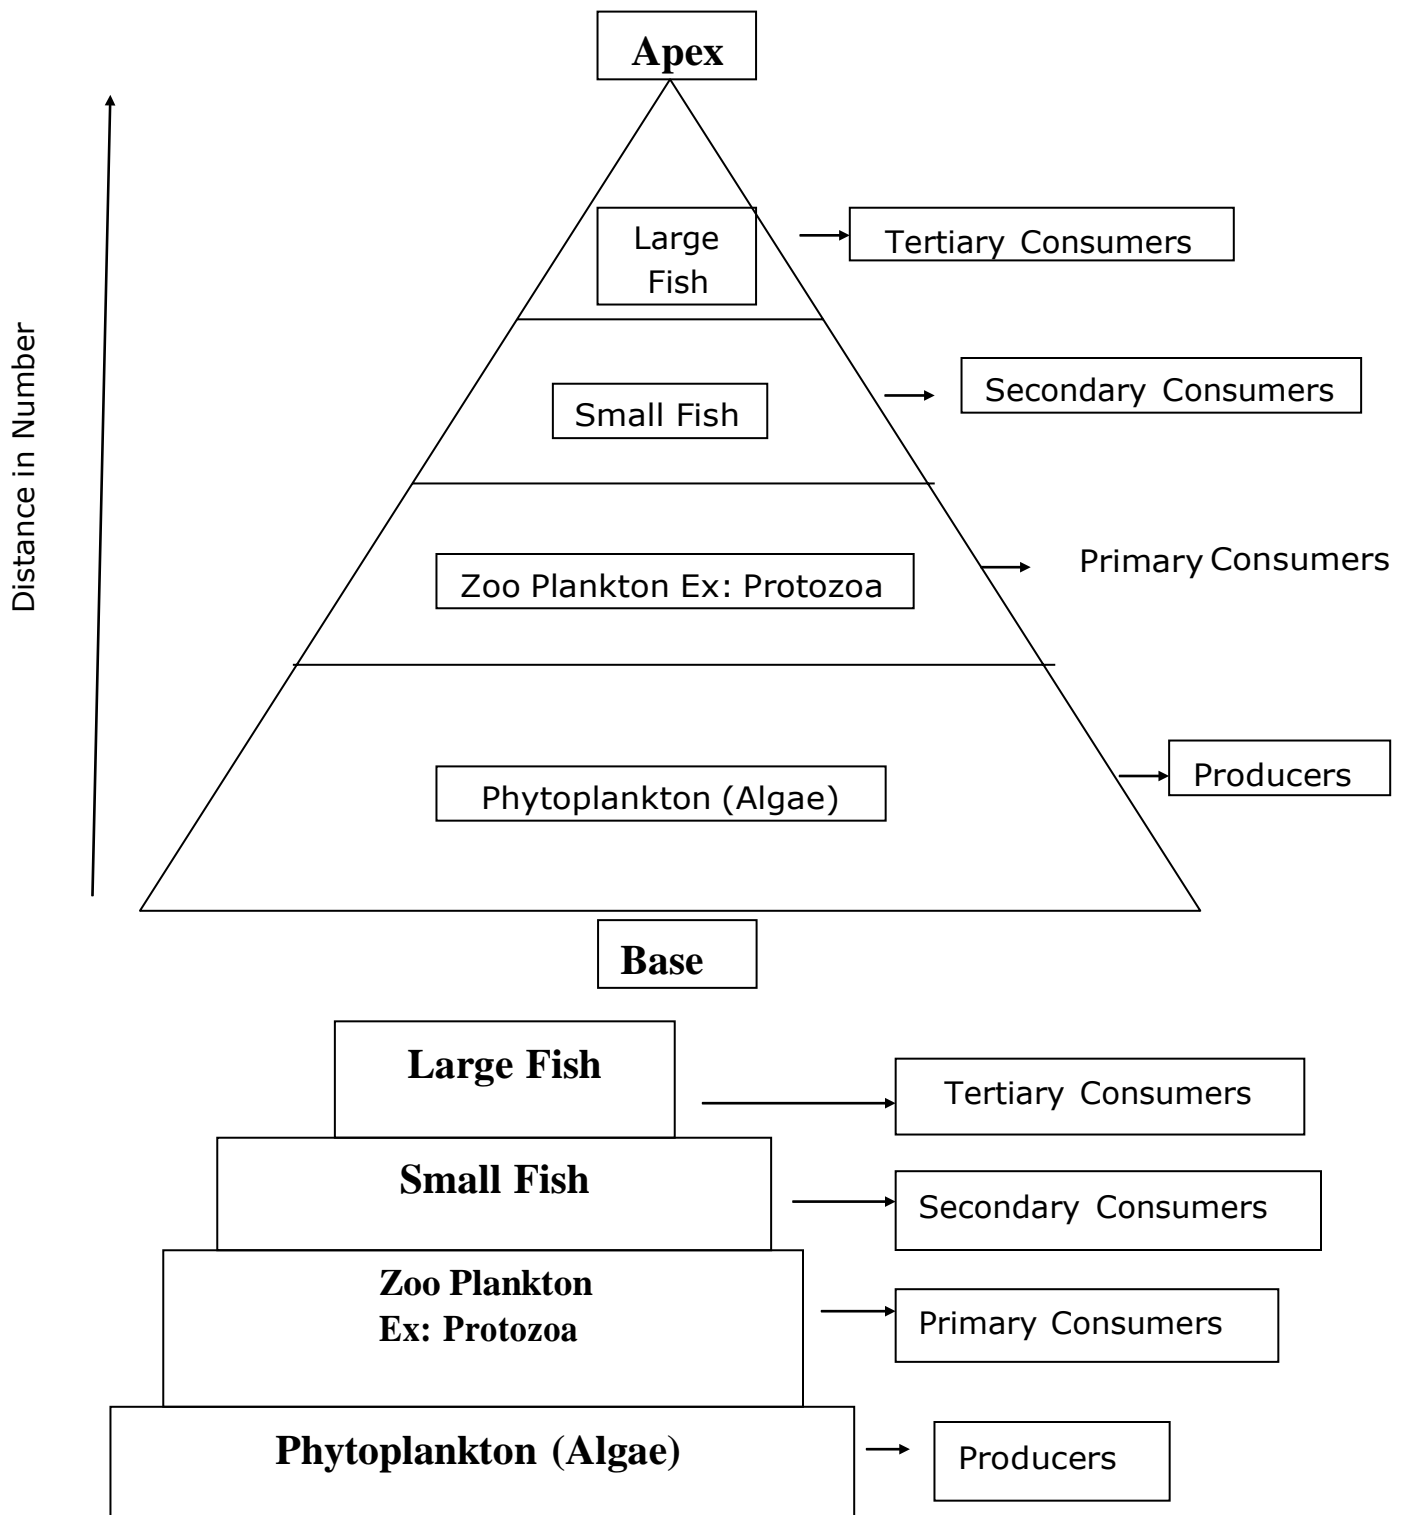 Apex
Large
Fish
Tertiary Consumers
Distance in Number
Small Fish
Secondary Consumers
Zoo Plankton Ex: Protozoa
Primary Consumers
Phytoplankton (Algae)
Producers
Base
Large Fish
Tertiary Consumers
Small Fish
Secondary Consumers
Zoo Plankton
Ex: Protozoa
Primary Consumers
Phytoplankton (Algae)
Producers